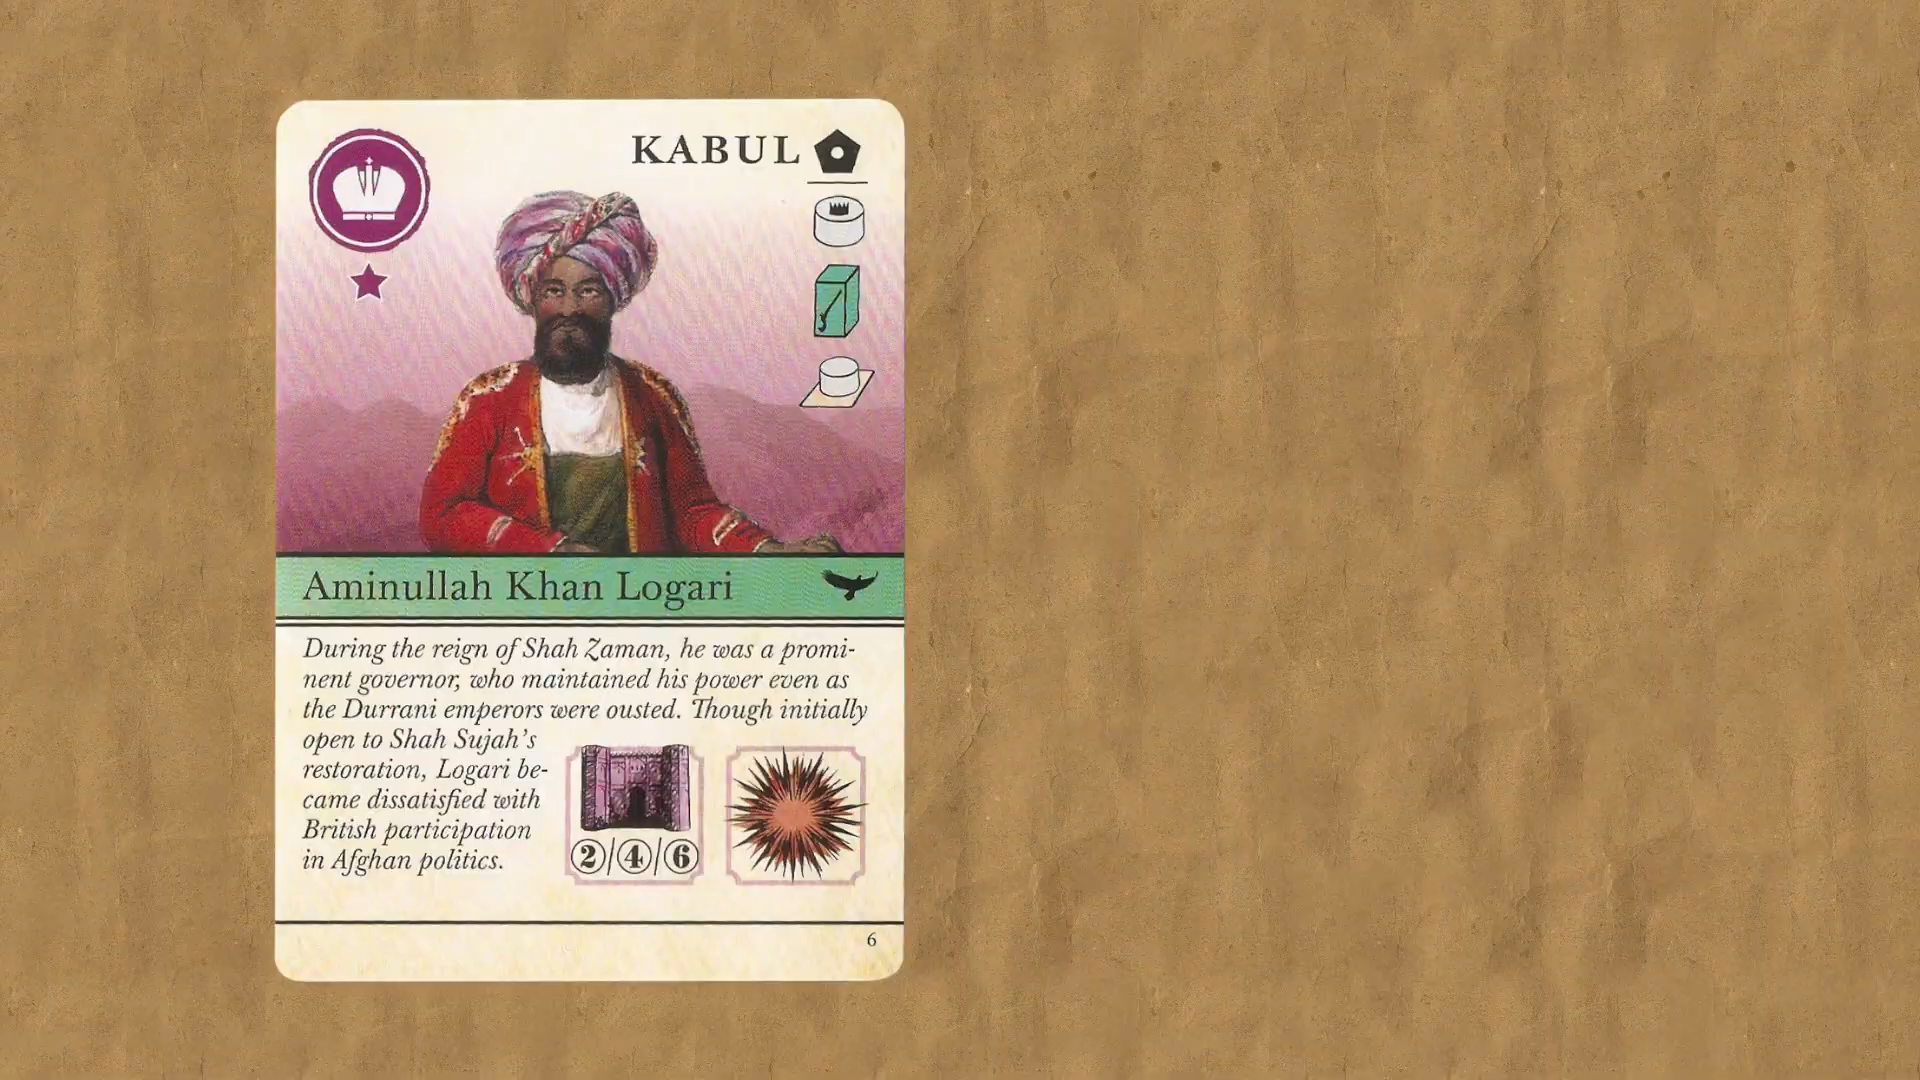 KABUL
Aminullah Khan Logari
During the reign of Shah Zaman, he was a promi-
nent governor, who maintained his power even as
the Durrani emperors were ousted. Though initially
open to Shah Sujah's
restoration, Logari be-
came dissatisfied with
British participation
in Afghan politics.
2/4/6
6